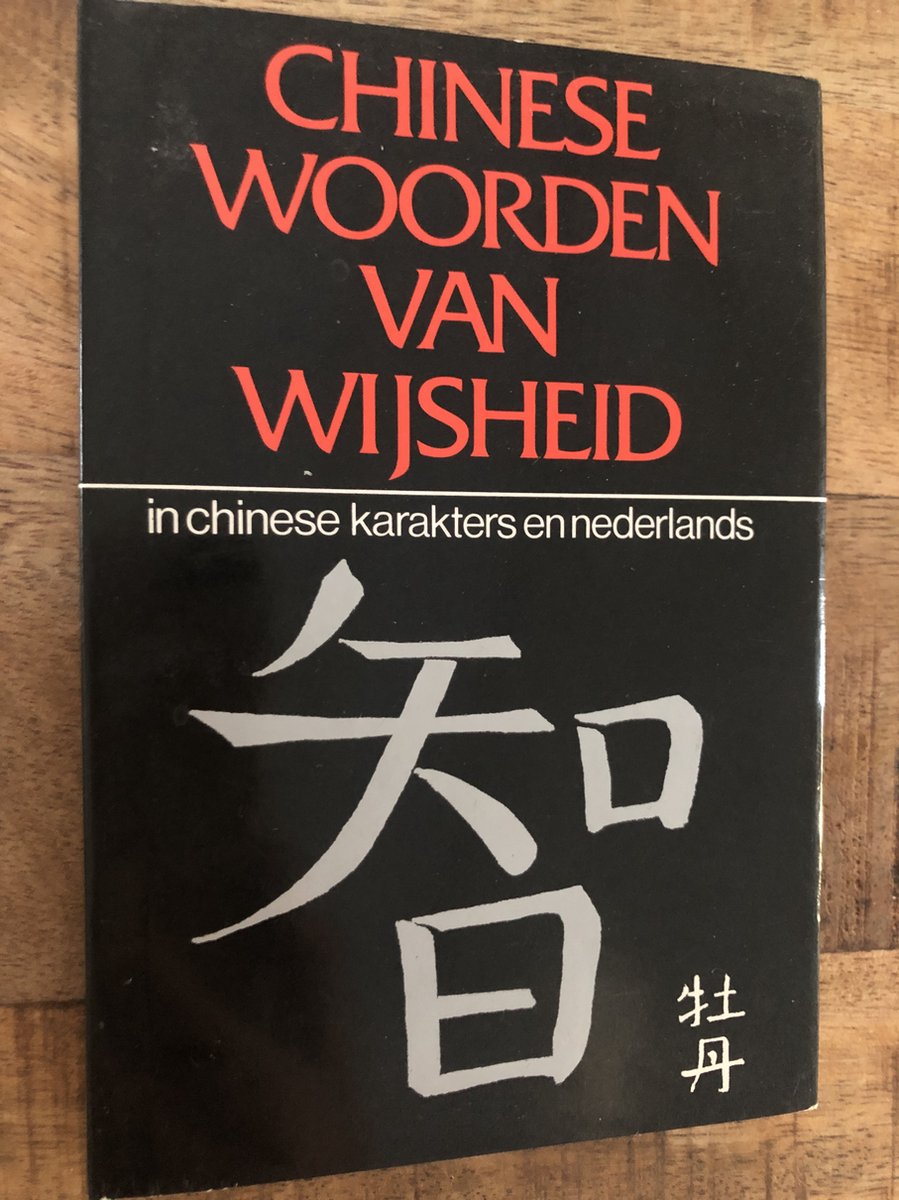 CHINESE
WOORDEN
VAN
WIJSHEID
in chinese karakters en nederlands
智
牡
丹